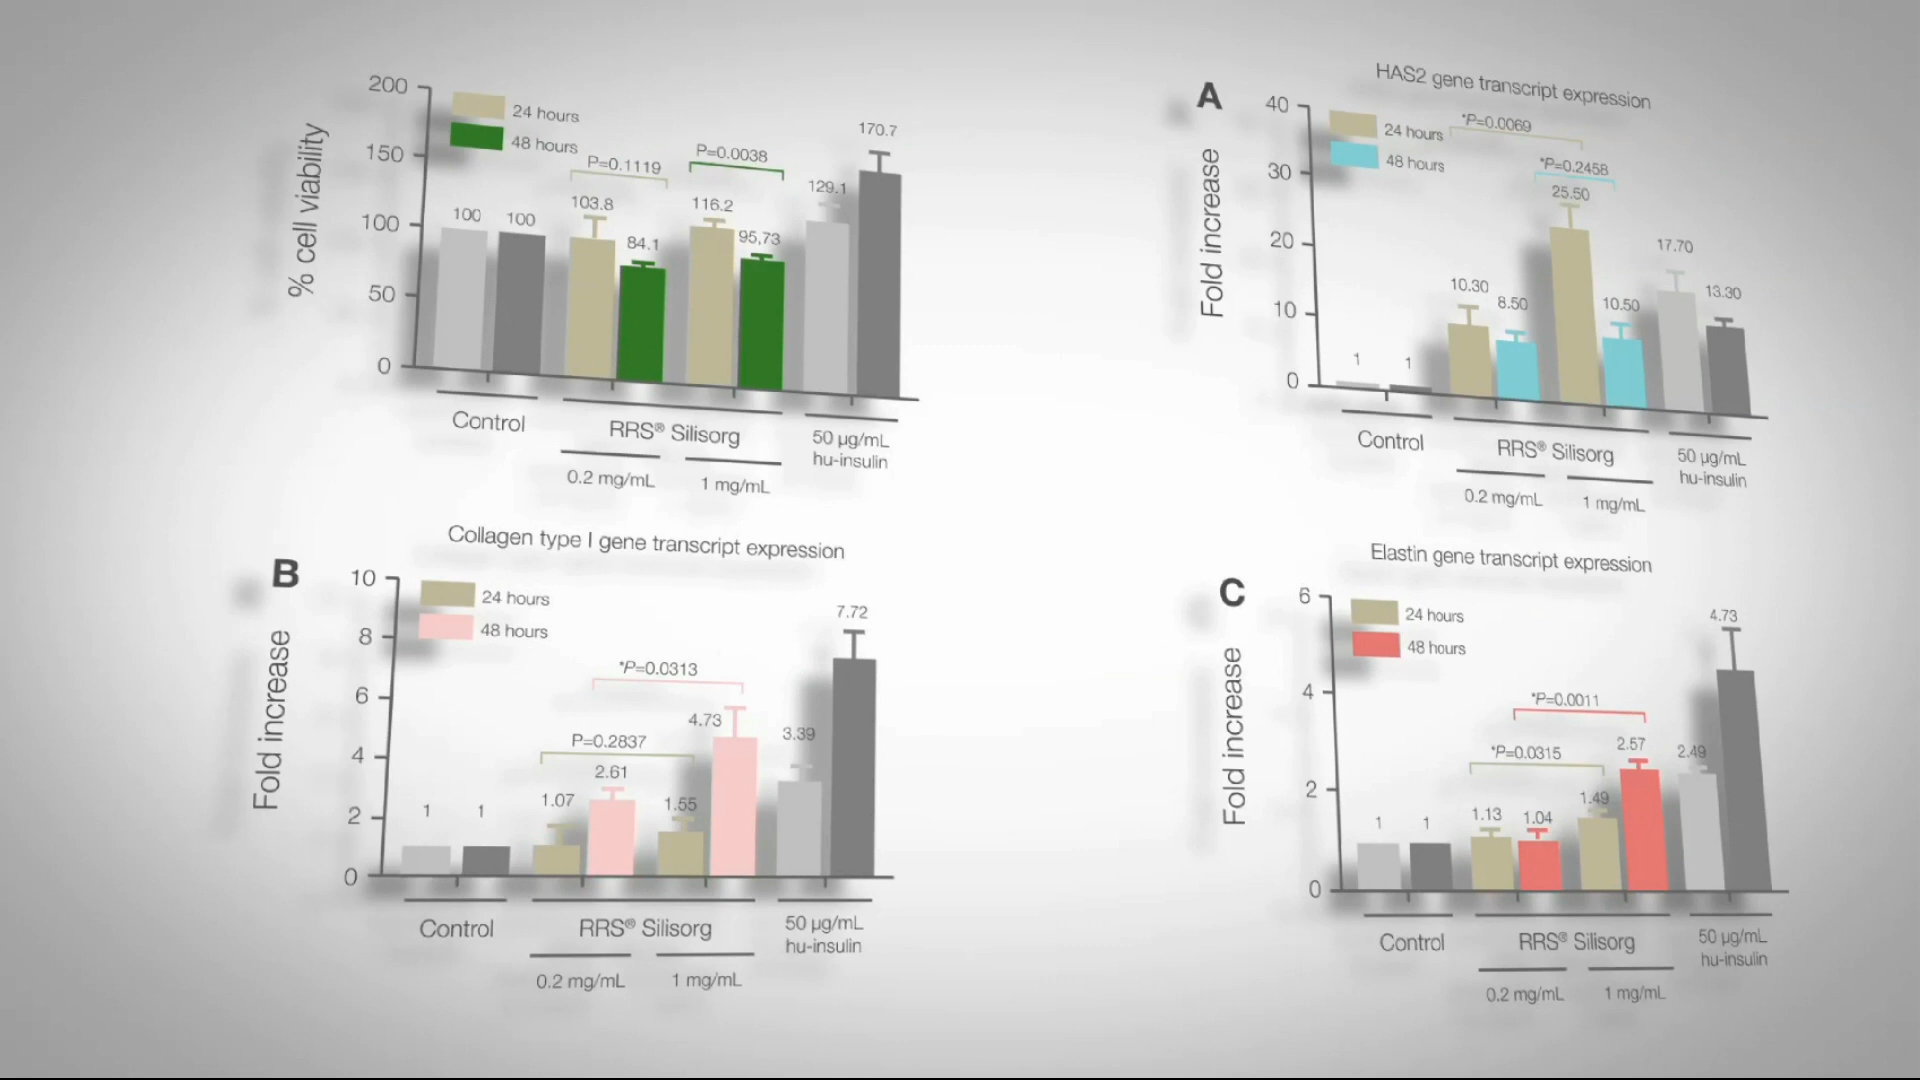 200
150
100
50
0
% cell viability
24 hours
48 hours
P=0.1119
P=0.0038
100
100
103.8
84.1
116.2
95,73
129.1
170.7
Control
RRS® Silisorg
0.2 mg/mL
1 mg/mL
50 µg/mL
hu-insulin
A
HAS2 gene transcript expression
40
30
20
10
0
Fold increase
24 hours
48 hours
*P=0.0069
*P=0.2458
1
1
10.30
8.50
25.50
10.50
17.70
13.30
Control
RRS® Silisorg
0.2 mg/mL
1 mg/mL
50 µg/mL
hu-insulin
B
Collagen type I gene transcript expression
10
8
6
4
2
0
Fold increase
24 hours
48 hours
*P=0.0313
P=0.2837
1
1
1.07
2.61
1.55
4.73
3.39
7.72
Control
RRS® Silisorg
0.2 mg/mL
1 mg/mL
50 µg/mL
hu-insulin
C
Elastin gene transcript expression
6
4
2
0
Fold increase
24 hours
48 hours
*P=0.0011
*P=0.0315
1
1
1.13
1.04
1.49
2.57
2.49
4.73
Control
RRS® Silisorg
0.2 mg/mL
1 mg/mL
50 µg/mL
hu-insulin